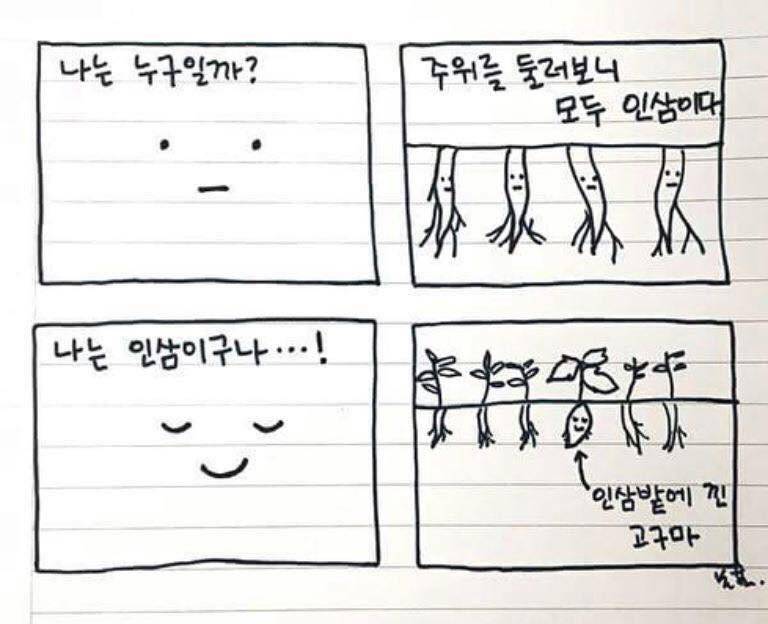 나는 누구일까?
주위를 둘러보니
모두 인삼이다
나는 인삼이구나...!
인삼밭에 낀
고구마